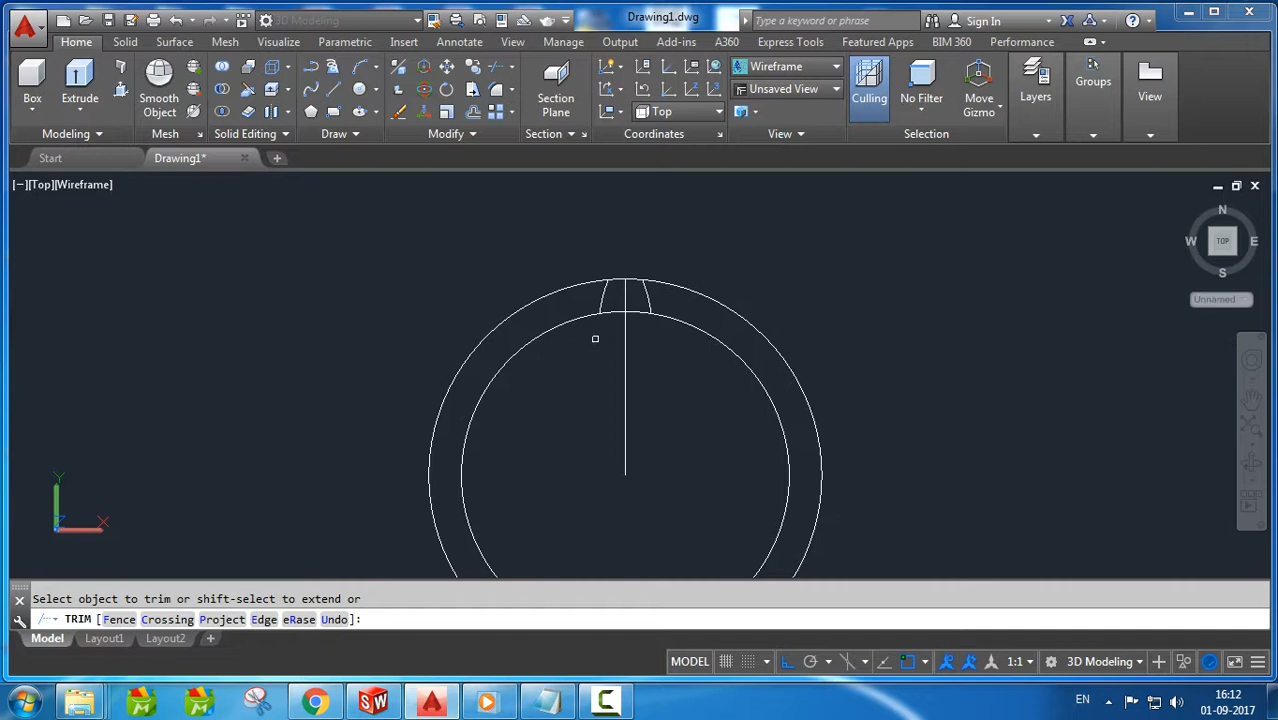 3D Modeling
Drawing1.dwg
Type a keyword or phrase
Sign In
Home Solid Surface Mesh Visualize Parametric Insert Annotate View Manage Output Add-ins A360 Express Tools Featured Apps BIM 360 Performance
Box
Extrude
Smooth
Object
Section
Plane
Top
Wireframe
Unsaved View
Culling
No Filter
Move
Gizmo
Layers
Groups
View
Modeling Mesh Solid Editing Draw Modify Section Coordinates View Selection
Start Drawing1*
[−][Top][Wireframe]
N
W TOP E
S
Unnamed
Y
X
Z
Select object to trim or shift-select to extend or
TRIM [Fence Crossing Project Edge eRase Undo]:
Model Layout1 Layout2
MODEL 1:1 3D Modeling
EN 16:12
01-09-2017